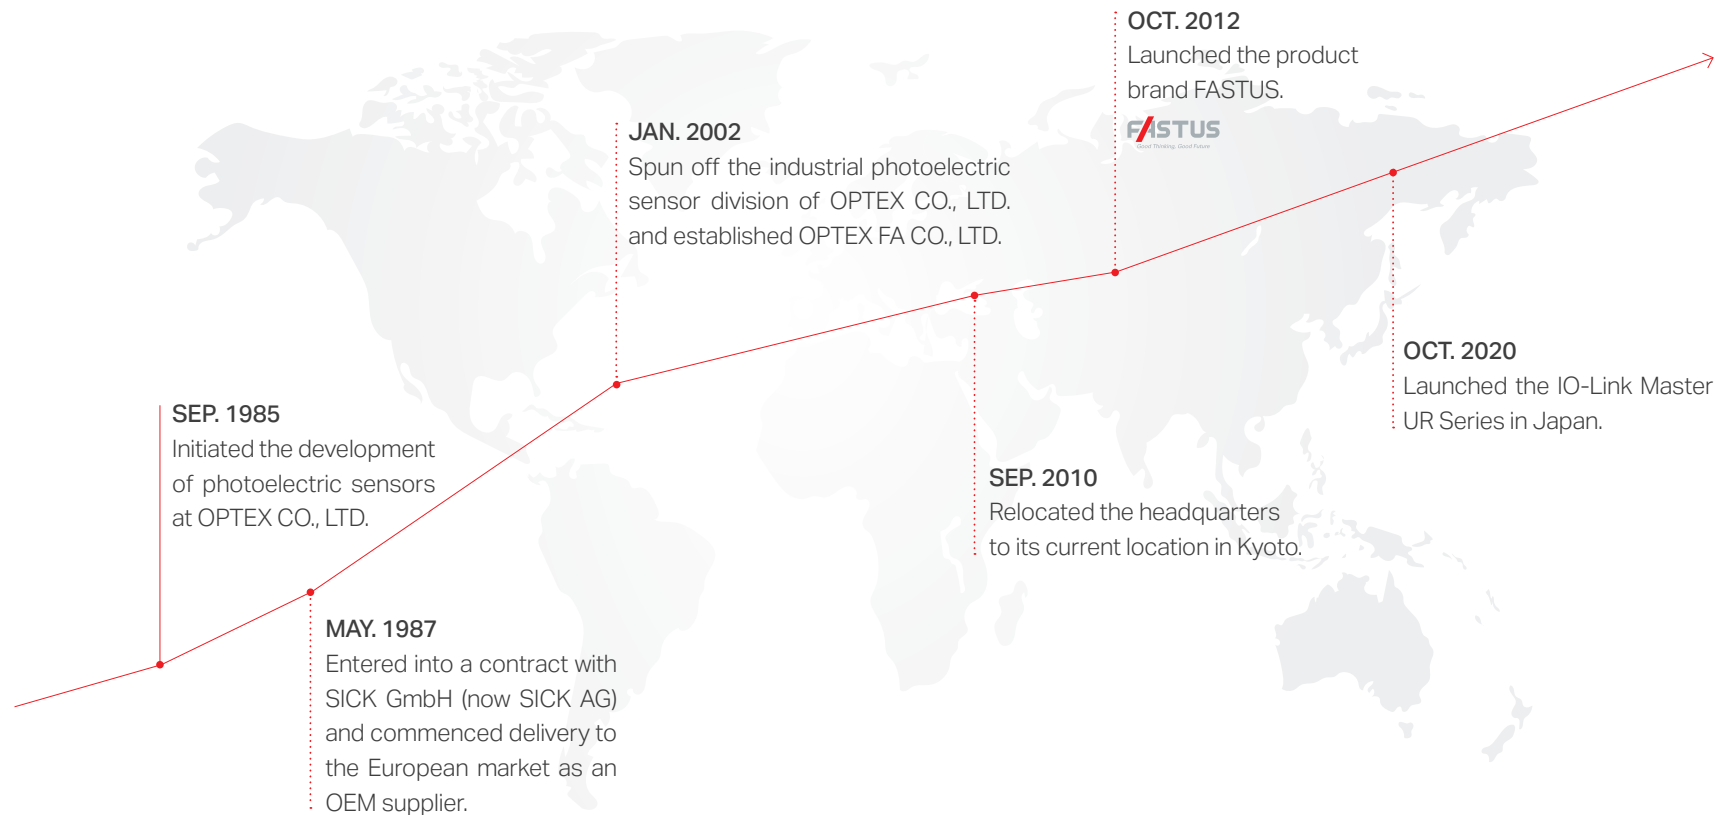 SEP. 1985
Initiated the development
of photoelectric sensors
at OPTEX CO., LTD.
MAY. 1987
Entered into a contract with
SICK GmbH (now SICK AG)
and commenced delivery to
the European market as an
OEM supplier.
JAN. 2002
Spun off the industrial photoelectric
sensor division of OPTEX CO., LTD.
and established OPTEX FA CO., LTD.
SEP. 2010
Relocated the headquarters
to its current location in Kyoto.
OCT. 2012
Launched the product
brand FASTUS.
FASTUS
Good Thinking, Good Future
OCT. 2020
Launched the IO-Link Master
UR Series in Japan.